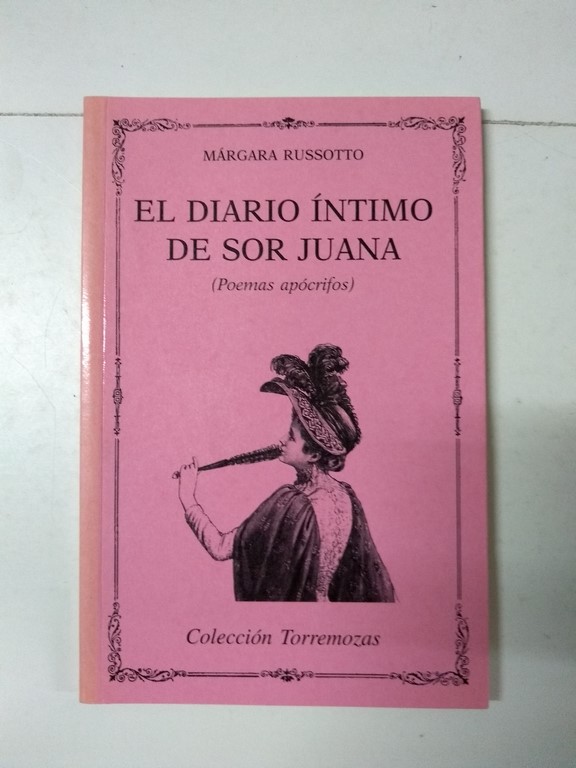 MÁRGARA RUSSOTTO
EL DIARIO ÍNTIMO
DE SOR JUANA
(Poemas apócrifos)
Colección Torremozas